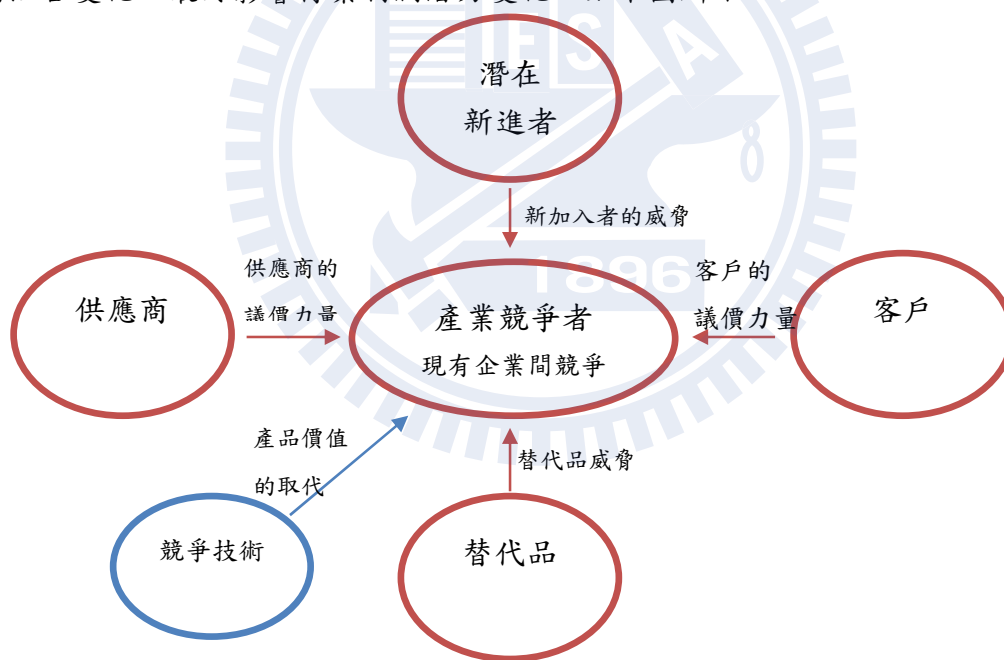 潛在
新進者
新加入者的威脅
供應商
供應商的
議價力量
產業競爭者
現有企業間競爭
客戶的
議價力量
客戶
產品價值
的取代
替代品威脅
競爭技術
替代品
1896